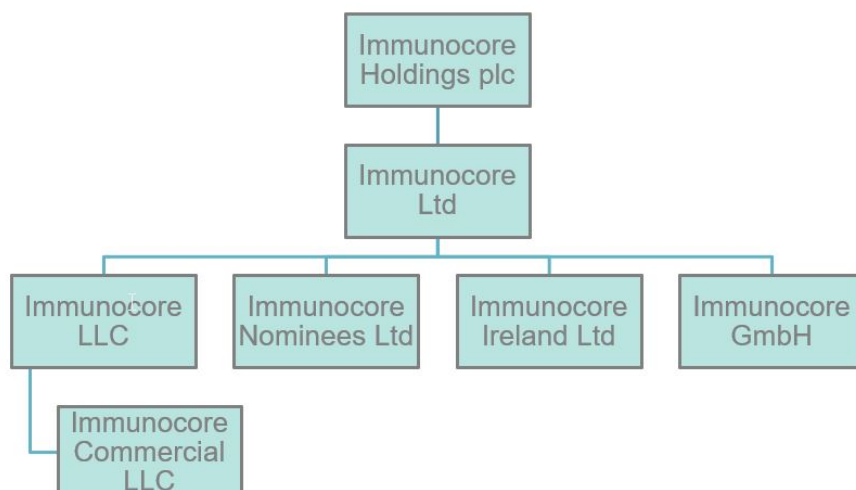 Immunocore
Holdings plc
Immunocore
Ltd
Immunocore
LLC
Immunocore
Nominees Ltd
Immunocore
Ireland Ltd
Immunocore
GmbH
Immunocore
Commercial
LLC